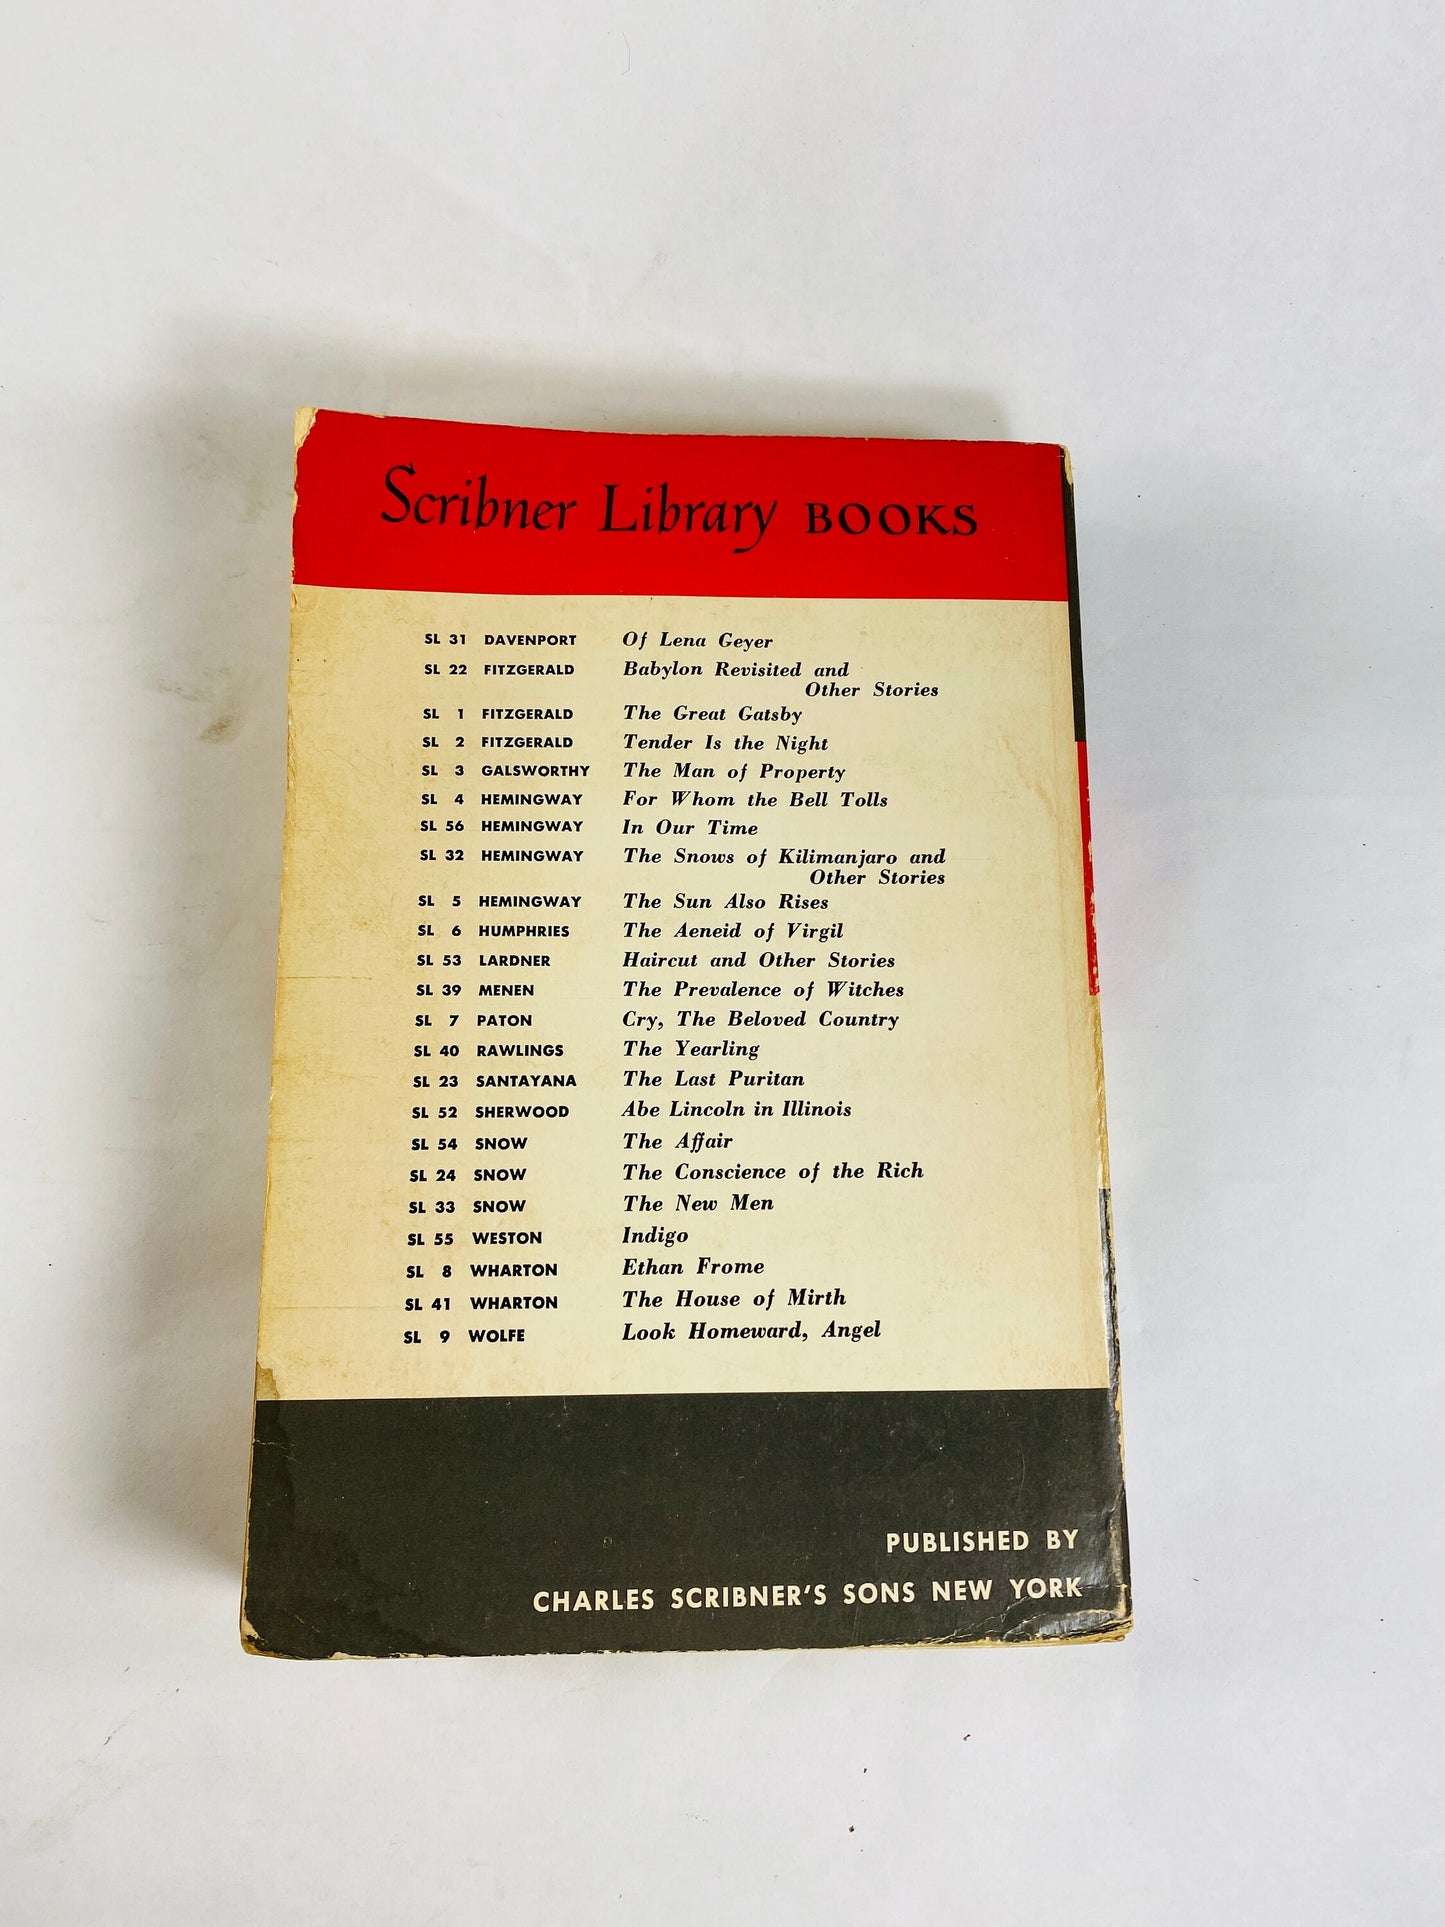 Scribner Library BOOKS
SL 31 DAVENPORT Of Lena Geyer
SL 22 FITZGERALD Babylon Revisited and
Other Stories
SL 1 FITZGERALD The Great Gatsby
SL 2 FITZGERALD Tender Is the Night
SL 3 GALSWORTHY The Man of Property
SL 4 HEMINGWAY For Whom the Bell Tolls
SL 56 HEMINGWAY In Our Time
SL 32 HEMINGWAY The Snows of Kilimanjaro and
Other Stories
SL 5 HEMINGWAY The Sun Also Rises
SL 6 HUMPHRIES The Aeneid of Virgil
SL 53 LARDNER Haircut and Other Stories
SL 39 MENEN The Prevalence of Witches
SL 7 PATON Cry, The Beloved Country
SL 40 RAWLINGS The Yearling
SL 23 SANTAYANA The Last Puritan
SL 52 SHERWOOD Abe Lincoln in Illinois
SL 54 SNOW The Affair
SL 24 SNOW The Conscience of the Rich
SL 33 SNOW The New Men
SL 55 WESTON Indigo
SL 8 WHARTON Ethan Frome
SL 41 WHARTON The House of Mirth
SL 9 WOLFE Look Homeward, Angel
PUBLISHED BY
CHARLES SCRIBNER'S SONS NEW YORK